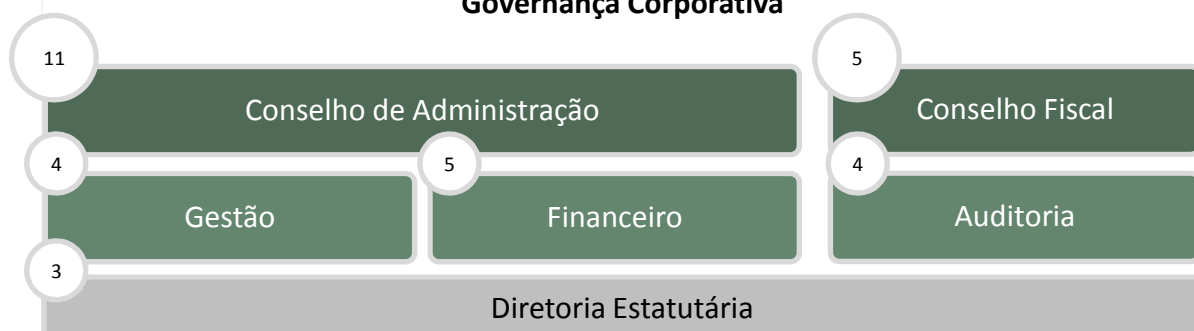 Governança Corporativa
11
5
Conselho de Administração
Conselho Fiscal
4
5
4
Gestão
Financeiro
Auditoria
3
Diretoria Estatutária